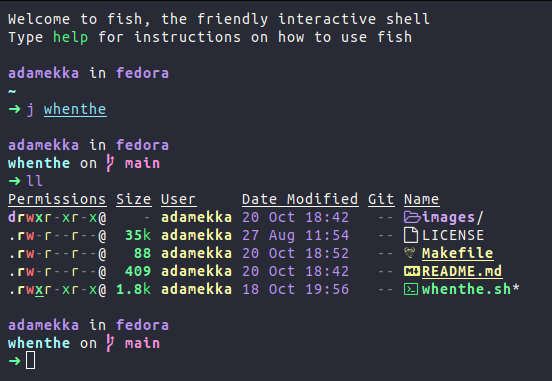 Welcome to fish, the friendly interactive shell
Type help for instructions on how to use fish
adamekka in fedora
~
➜ j whenthe
adamekka in fedora
whenthe on main
➜ ll
Permissions Size User Date Modified Git Name
drwxr-xr-x@ - adamekka 20 Oct 18:42 -- images/
.rw-r--r--@ 35k adamekka 27 Aug 11:54 -- LICENSE
.rw-r--r--@ 88 adamekka 20 Oct 18:52 -- Makefile
.rw-r--r--@ 409 adamekka 20 Oct 18:42 -- README.md
.rwxr-xr-x@ 1.8k adamekka 18 Oct 19:56 -- whenthe.sh*
adamekka in fedora
whenthe on main
➜